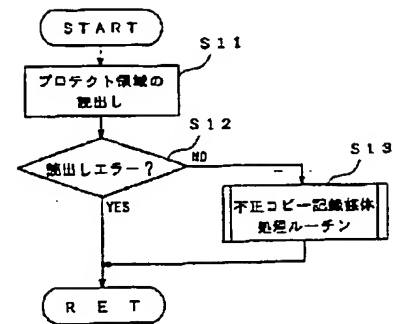 START
S11
プロテクト領域の
読出し
S12
読出しエラー?
NO
S13
不正コピー記録媒体
処理ルーチン
YES
RET